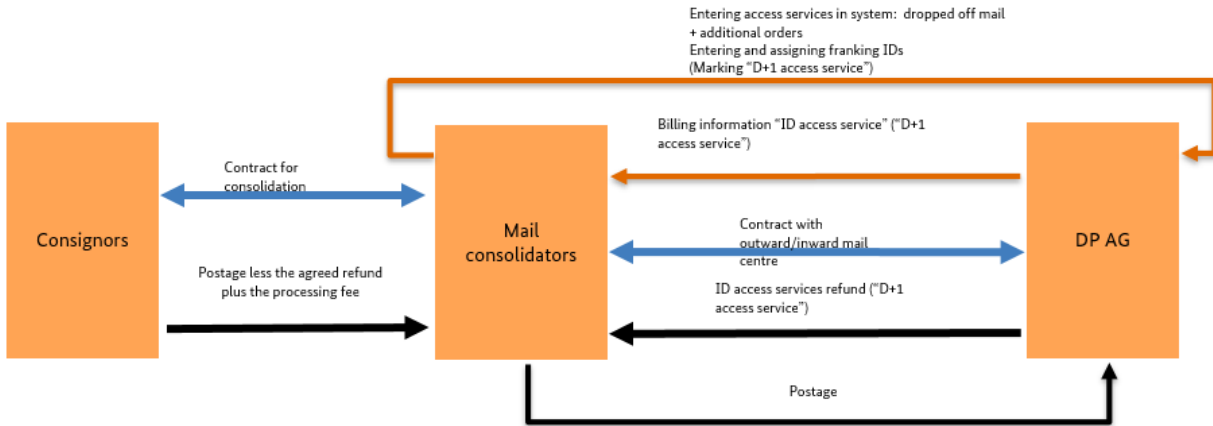 Entering access services in system: dropped off mail
+ additional orders
Entering and assigning franking IDs
(Marking “D+1 access service”)
Billing information “ID access service” (“D+1
access service”)
Contract for
consolidation
Consignors
Mail
consolidators
Contract with
outward/inward mail
centre
DP AG
Postage less the agreed refund
plus the processing fee
ID access services refund (“D+1
access service”)
Postage